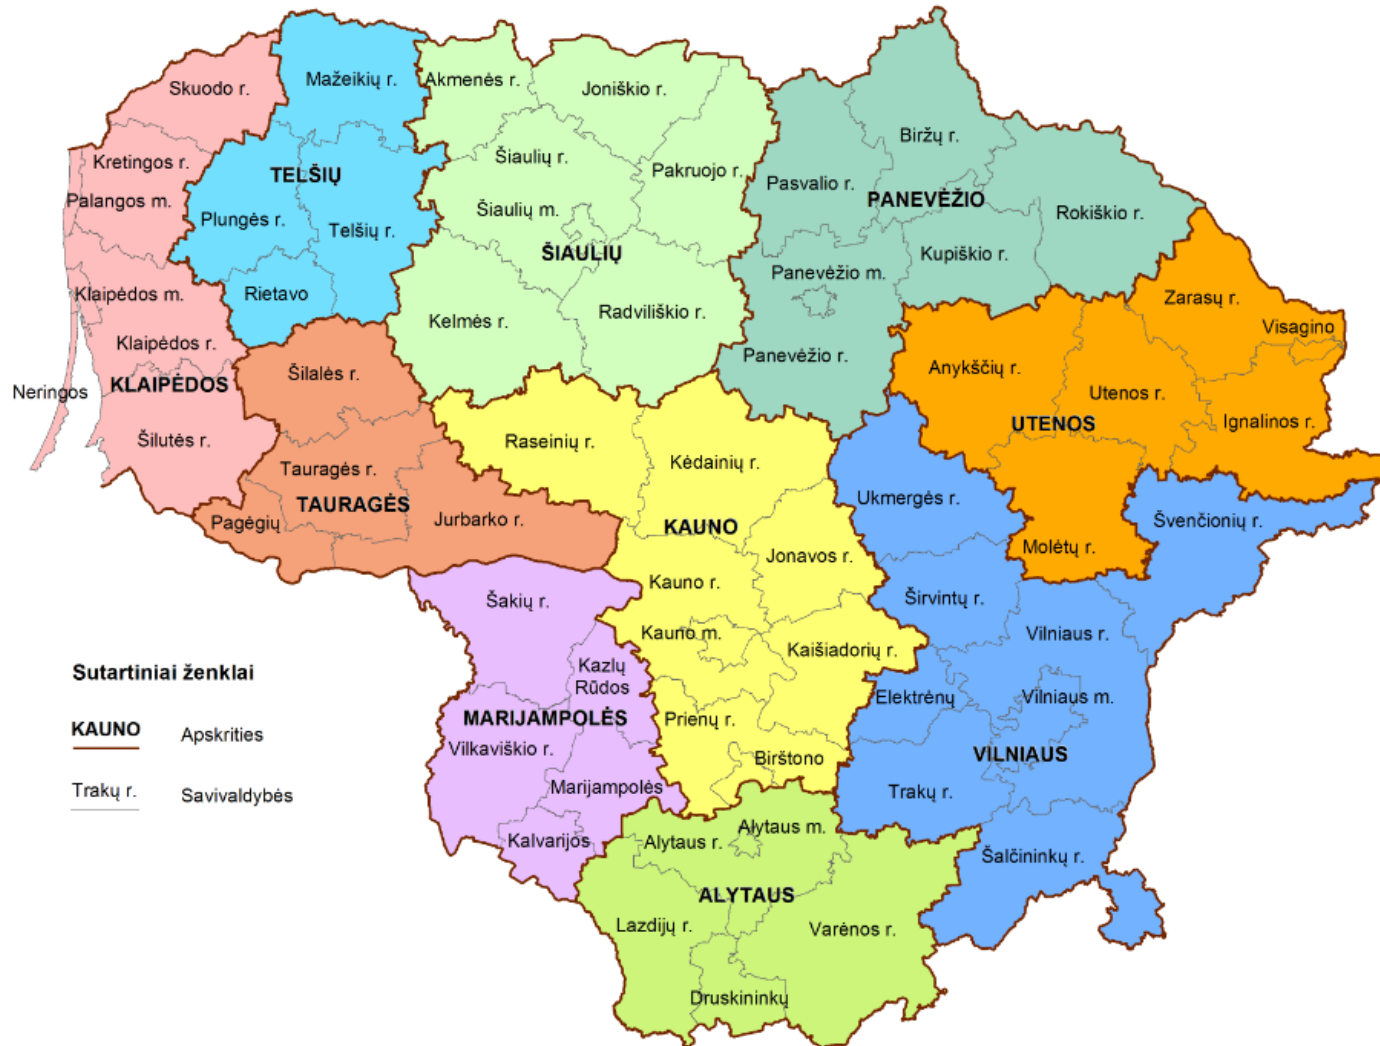 Skuodo r.
Mažeikių r.
Akmenės r.
Joniškio r.
Kretingos r.
Palangos m.
TELŠIŲ
Plungės r.
Telšių r.
Rietavo
Šiaulių r.
Šiaulių m.
Pakruojo r.
ŠIAULIŲ
Kelmės r.
Radviliškio r.
Biržų r.
Pasvalio r.
PANEVĖŽIO
Rokiškio r.
Kupiškio r.
Panevėžio m.
Panevėžio r.
Klaipėdos m.
Klaipėdos r.
KLAIPĖDOS
Neringos
Šilutės r.
Šilalės r.
Tauragės r.
TAURAGĖS
Pagėgių
Jurbarko r.
Raseinių r.
Kėdainių r.
KAUNO
Jonavos r.
Kauno r.
Kauno m.
Kaišiadorių r.
Prienų r.
Birštono
Zarasų r.
Visagino
Anykščių r.
Utenos r.
UTENOS
Ignalinos r.
Molėtų r.
Ukmergės r.
Švenčionių r.
Širvintų r.
Vilniaus r.
Elektrėnų
Vilniaus m.
VILNIAUS
Trakų r.
Šalčininkų r.
Šakių r.
Kazlų
Rūdos
MARIJAMPOLĖS
Vilkaviškio r.
Marijampolės
Kalvarijos
Alytaus r.
Alytaus m.
ALYTAUS
Lazdijų r.
Varėnos r.
Druskininkų
Sutartiniai ženklai
KAUNO Apskrities
Trakų r. Savivaldybės